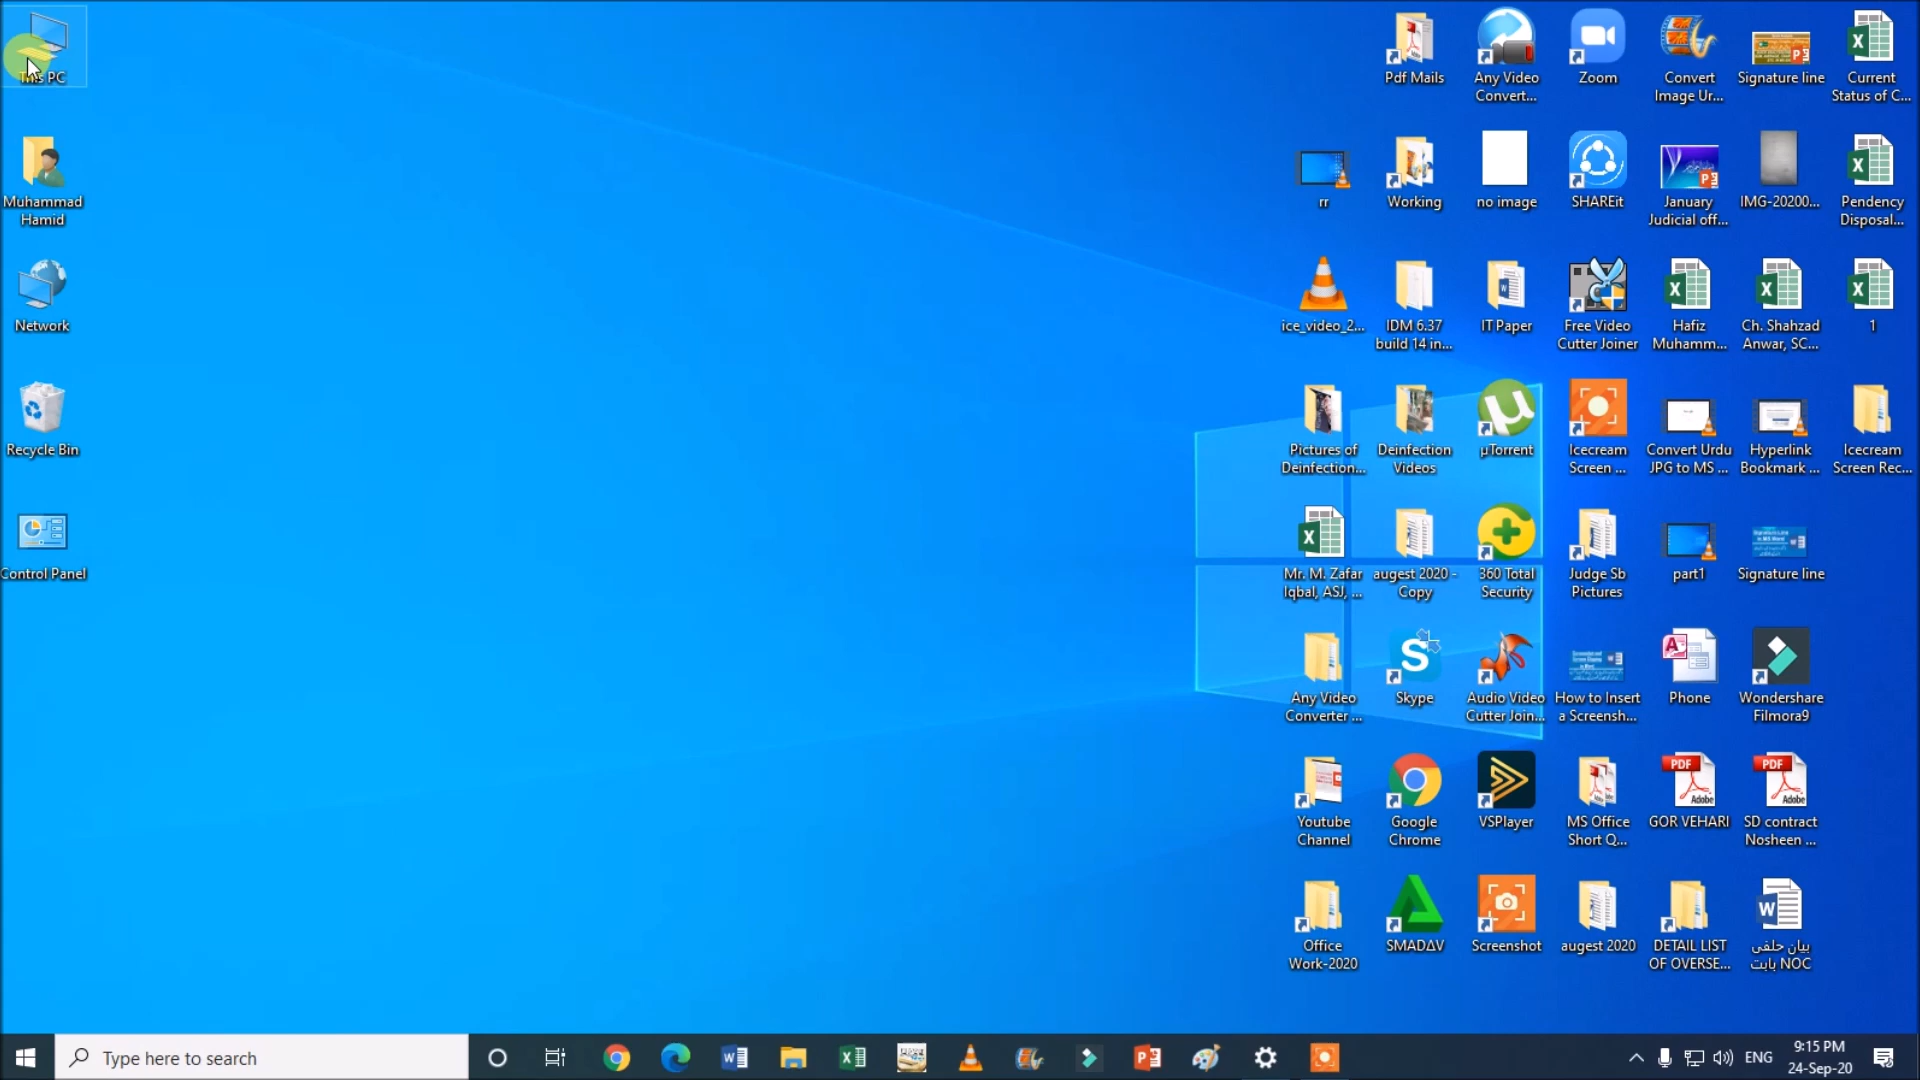 This PC
Muhammad
Hamid
Network
Recycle Bin
Control Panel
Pdf Mails
Any Video
Convert...
Zoom
Convert
Image Ur...
Signature line
Current
Status of C...
rr
Working
no image
SHAREit
January
Judicial off...
IMG-20200...
Pendency
Disposal...
ice_video_2...
IDM 6.37
build 14 in...
IT Paper
Free Video
Cutter Joiner
Hafiz
Muhamm...
Ch. Shahzad
Anwar, SC...
1
Pictures of
Deinfection...
Deinfection
Videos
µTorrent
Icecream
Screen ...
Convert Urdu
JPG to MS ...
Hyperlink
Bookmark ...
Icecream
Screen Rec...
Mr. M. Zafar
Iqbal, ASJ, ...
augest 2020 -
Copy
360 Total
Security
Judge Sb
Pictures
part1
Signature line
Any Video
Converter ...
Skype
Audio Video
Cutter Join...
How to Insert
a Screensh...
Phone
Wondershare
Filmora9
Youtube
Channel
Google
Chrome
VSPlayer
MS Office
Short Q...
PDF
Adobe
GOR VEHARI
PDF
Adobe
SD contract
Nosheen ...
Office
Work-2020
SMADΔV
Screenshot
augest 2020
DETAIL LIST
OF OVERSE...
بیان حلفی
بابت NOC
Type here to search
ENG
9:15 PM
24-Sep-20